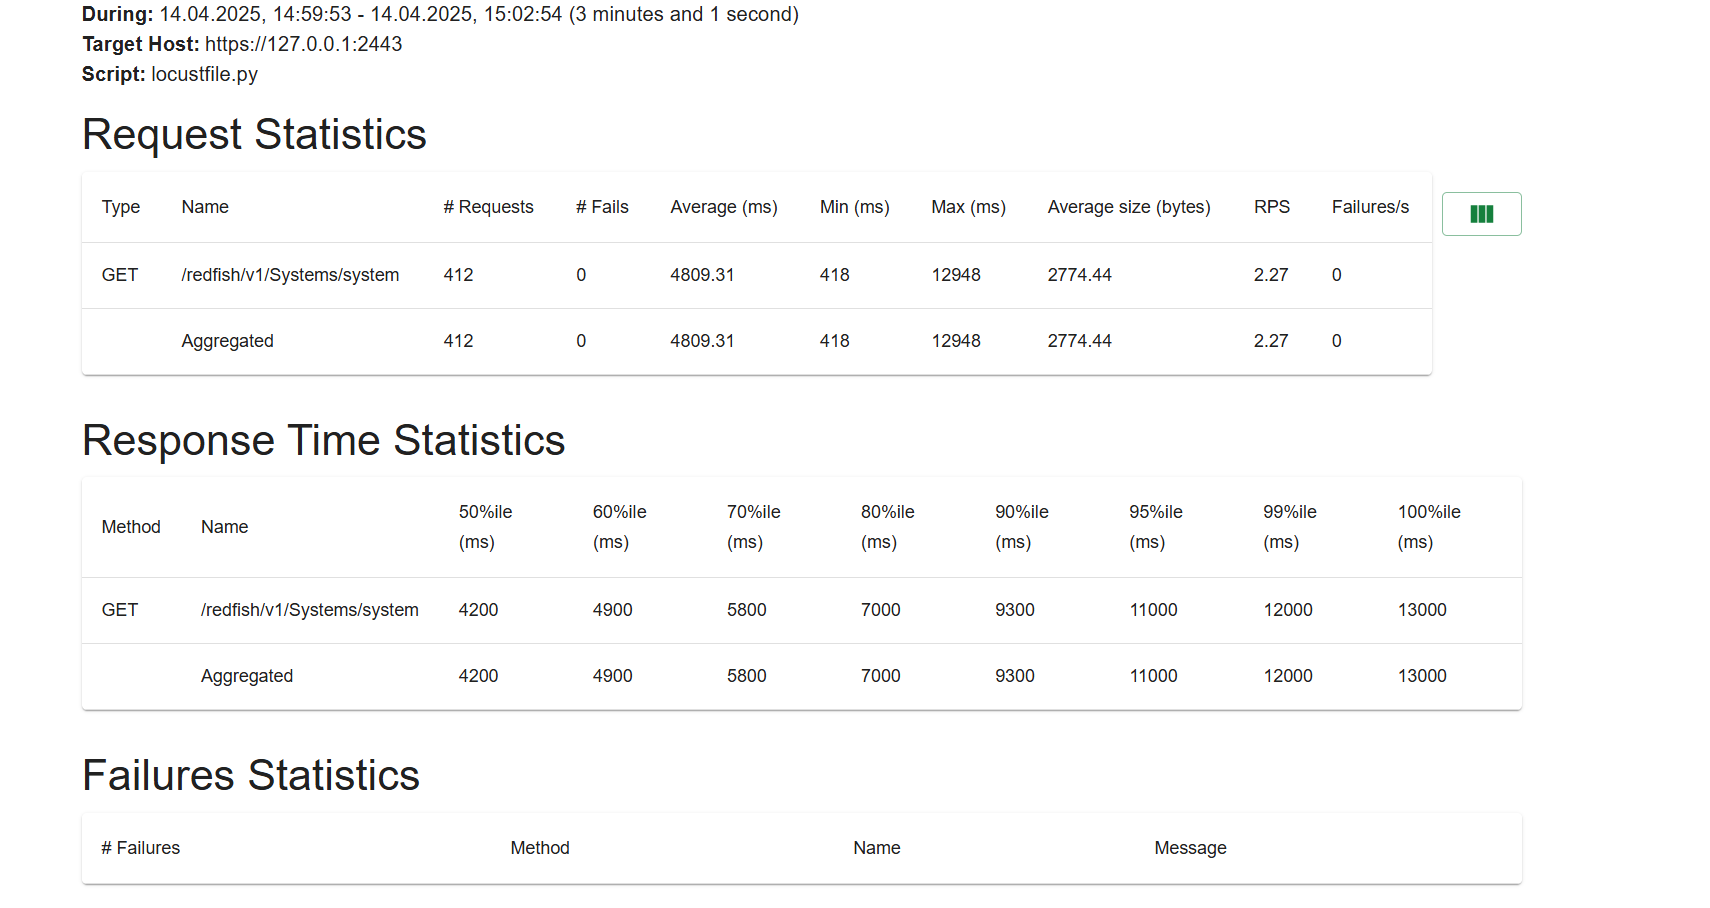 During: 14.04.2025, 14:59:53 - 14.04.2025, 15:02:54 (3 minutes and 1 second)
Target Host: https://127.0.0.1:2443
Script: locustfile.py
Request Statistics
Type Name # Requests # Fails Average (ms) Min (ms) Max (ms) Average size (bytes) RPS Failures/s
GET /redfish/v1/Systems/system 412 0 4809.31 418 12948 2774.44 2.27 0
Aggregated 412 0 4809.31 418 12948 2774.44 2.27 0
Response Time Statistics
Method Name 50%ile (ms) 60%ile (ms) 70%ile (ms) 80%ile (ms) 90%ile (ms) 95%ile (ms) 99%ile (ms) 100%ile (ms)
GET /redfish/v1/Systems/system 4200 4900 5800 7000 9300 11000 12000 13000
Aggregated 4200 4900 5800 7000 9300 11000 12000 13000
Failures Statistics
# Failures Method Name Message